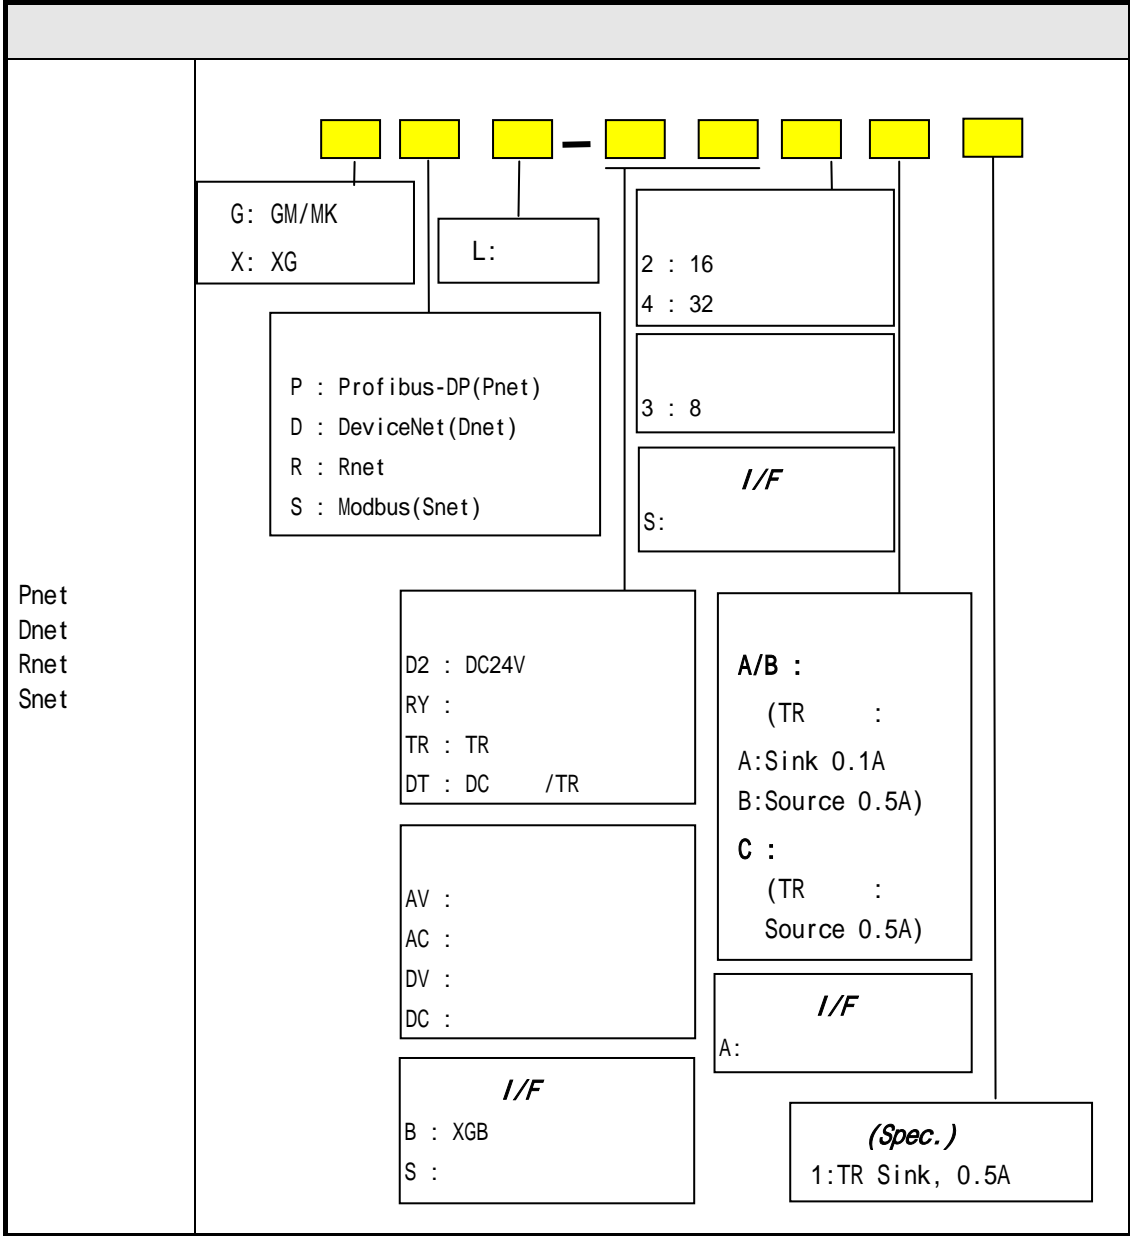 G: GM/MK
X: XG
L:
2 : 16
4 : 32
3 : 8
I/F
S:
P : Profibus-DP(Pnet)
D : DeviceNet(Dnet)
R : Rnet
S : Modbus(Snet)
Pnet
Dnet
Rnet
Snet
D2 : DC24V
RY :
TR : TR
DT : DC /TR
AV :
AC :
DV :
DC :
I/F
B : XGB
S :
A/B :
(TR :
A:Sink 0.1A
B:Source 0.5A)
C :
(TR :
Source 0.5A)
I/F
A:
(Spec.)
1:TR Sink, 0.5A